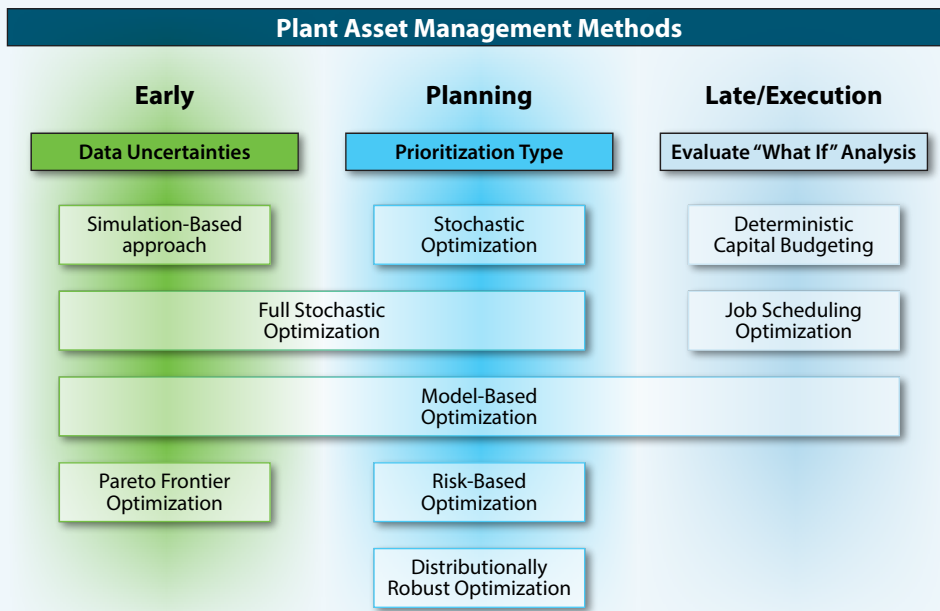 Plant Asset Management Methods
Early
Planning
Late/Execution
Data Uncertainties
Prioritization Type
Evaluate “What If” Analysis
Simulation-Based
approach
Stochastic
Optimization
Deterministic
Capital Budgeting
Full Stochastic
Optimization
Job Scheduling
Optimization
Model-Based
Optimization
Pareto Frontier
Optimization
Risk-Based
Optimization
Distributionally
Robust Optimization